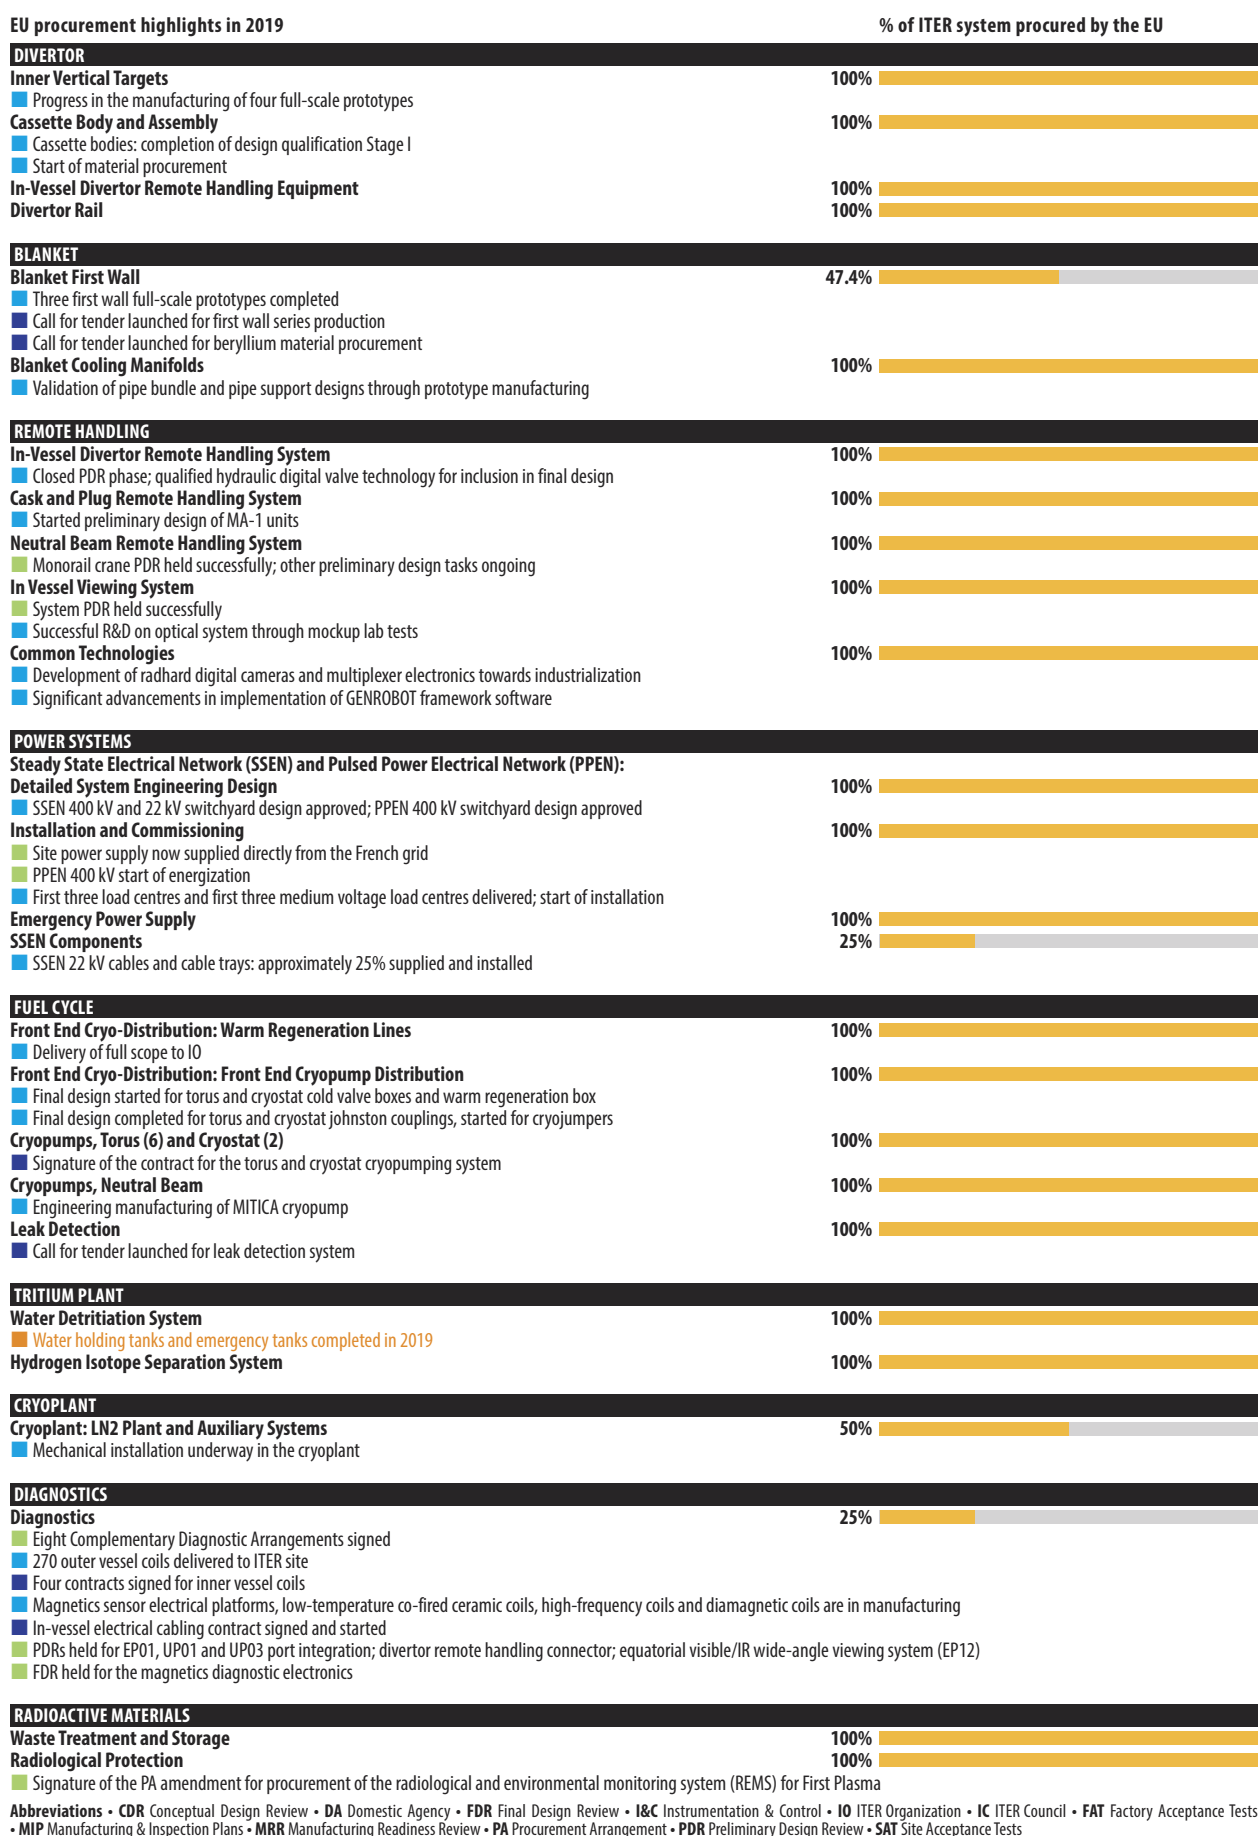 EU procurement highlights in 2019 % of ITER system procured by the EU
DIVERTOR
Inner Vertical Targets 100%
Progress in the manufacturing of four full-scale prototypes
Cassette Body and Assembly 100%
Cassette bodies: completion of design qualification Stage I
Start of material procurement
In-Vessel Divertor Remote Handling Equipment 100%
Divertor Rail 100%
BLANKET
Blanket First Wall 47.4%
Three first wall full-scale prototypes completed
Call for tender launched for first wall series production
Call for tender launched for beryllium material procurement
Blanket Cooling Manifolds 100%
Validation of pipe bundle and pipe support designs through prototype manufacturing
REMOTE HANDLING
In-Vessel Divertor Remote Handling System 100%
Closed PDR phase; qualified hydraulic digital valve technology for inclusion in final design
Cask and Plug Remote Handling System 100%
Started preliminary design of MA-1 units
Neutral Beam Remote Handling System 100%
Monorail crane PDR held successfully; other preliminary design tasks ongoing
In Vessel Viewing System 100%
System PDR held successfully
Successful R&D on optical system through mockup lab tests
Common Technologies 100%
Development of radhard digital cameras and multiplexer electronics towards industrialization
Significant advancements in implementation of GENROBOT framework software
POWER SYSTEMS
Steady State Electrical Network (SSEN) and Pulsed Power Electrical Network (PPEN):
Detailed System Engineering Design 100%
SSEN 400 kV and 22 kV switchyard design approved; PPEN 400 kV switchyard design approved
Installation and Commissioning 100%
Site power supply now supplied directly from the French grid
PPEN 400 kV start of energization
First three load centres and first three medium voltage load centres delivered; start of installation
Emergency Power Supply 100%
SSEN Components 25%
SSEN 22 kV cables and cable trays: approximately 25% supplied and installed
FUEL CYCLE
Front End Cryo-Distribution: Warm Regeneration Lines 100%
Delivery of full scope to IO
Front End Cryo-Distribution: Front End Cryopump Distribution 100%
Final design started for torus and cryostat cold valve boxes and warm regeneration box
Final design completed for torus and cryostat johnston couplings, started for cryojumpers
Cryopumps, Torus (6) and Cryostat (2) 100%
Signature of the contract for the torus and cryostat cryopumping system
Cryopumps, Neutral Beam 100%
Engineering manufacturing of MITICA cryopump
Leak Detection 100%
Call for tender launched for leak detection system
TRITIUM PLANT
Water Detritiation System 100%
Water holding tanks and emergency tanks completed in 2019
Hydrogen Isotope Separation System 100%
CRYOPLANT
Cryoplant: LN2 Plant and Auxiliary Systems 50%
Mechanical installation underway in the cryoplant
DIAGNOSTICS
Diagnostics 25%
Eight Complementary Diagnostic Arrangements signed
270 outer vessel coils delivered to ITER site
Four contracts signed for inner vessel coils
Magnetics sensor electrical platforms, low-temperature co-fired ceramic coils, high-frequency coils and diamagnetic coils are in manufacturing
In-vessel electrical cabling contract signed and started
PDRs held for EP01, UP01 and UP03 port integration; divertor remote handling connector; equatorial visible/IR wide-angle viewing system (EP12)
FDR held for the magnetics diagnostic electronics
RADIOACTIVE MATERIALS
Waste Treatment and Storage 100%
Radiological Protection 100%
Signature of the PA amendment for procurement of the radiological and environmental monitoring system (REMS) for First Plasma
Abbreviations • CDR Conceptual Design Review • DA Domestic Agency • FDR Final Design Review • I&C Instrumentation & Control • IO ITER Organization • IC ITER Council • FAT Factory Acceptance Tests
• MIP Manufacturing & Inspection Plans • MRR Manufacturing Readiness Review • PA Procurement Arrangement • PDR Preliminary Design Review • SAT Site Acceptance Tests